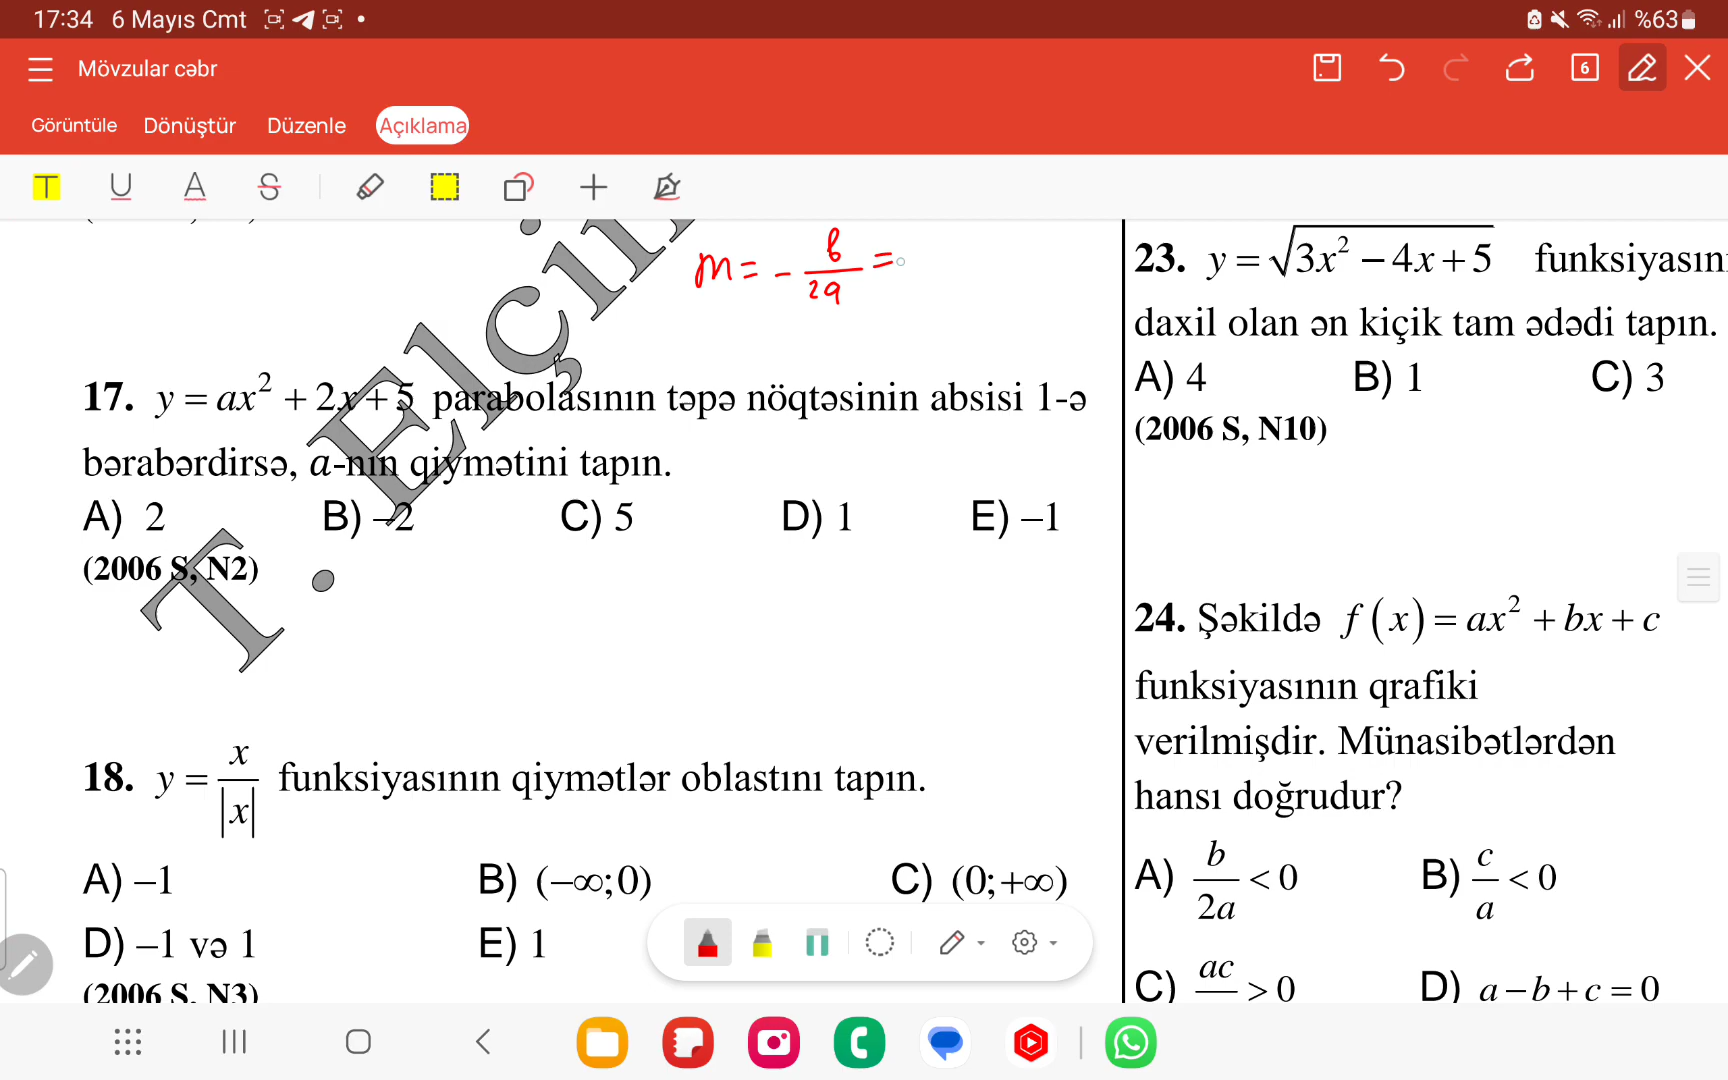 17:34 6 Mayıs Cmt
%63
Mövzular cəbr
6
Görüntüle Dönüştür Düzenle Açıklama
m = - b/2a =
T. Elçin
17. y = ax² + 2x + 5 parabolasının təpə nöqtəsinin absisi 1-ə
bərabərdirsə, a-nın qiymətini tapın.
A) 2 B) –2 C) 5 D) 1 E) –1
(2006 S, N2)
18. y = x/|x| funksiyasının qiymətlər oblastını tapın.
A) –1 B) (–∞;0) C) (0;+∞)
D) –1 və 1 E) 1
(2006 S, N3)
23. y = √(3x² – 4x + 5) funksiyasın
daxil olan ən kiçik tam ədədi tapın.
A) 4 B) 1 C) 3
(2006 S, N10)
24. Şəkildə f(x) = ax² + bx + c
funksiyasının qrafiki
verilmişdir. Münasibətlərdən
hansı doğrudur?
A) b/2a < 0 B) c/a < 0
C) ac > 0 D) a – b + c = 0